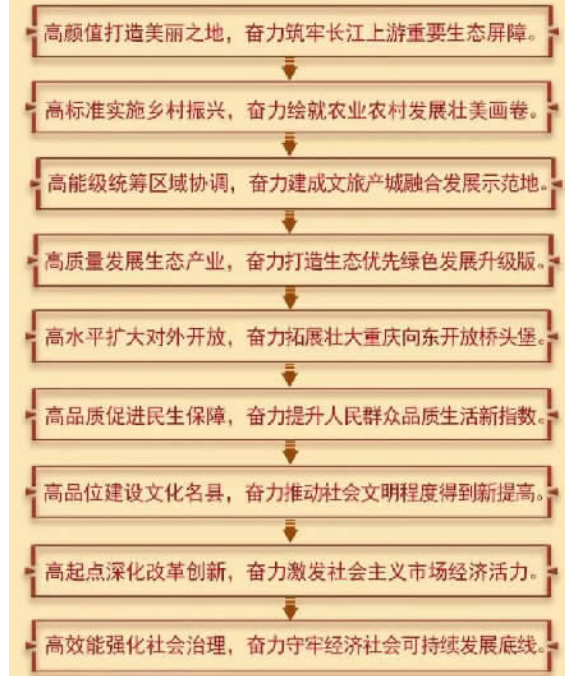 高颜值打造美丽之地，奋力筑牢长江上游重要生态屏障。
高标准实施乡村振兴，奋力绘就农业农村发展壮美画卷。
高能级统筹区域协调，奋力建成文旅产城融合发展示范地。
高质量发展生态产业，奋力打造生态优先绿色发展升级版。
高水平扩大对外开放，奋力拓展壮大重庆向东开放桥头堡。
高品质促进民生保障，奋力提升人民群众品质生活新指数。
高品位建设文化名县，奋力推动社会文明程度得到新提高。
高起点深化改革创新，奋力激发社会主义市场经济活力。
高效能强化社会治理，奋力守牢经济社会可持续发展底线。